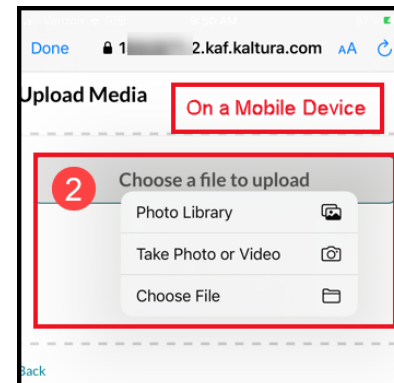 Done 1 2.kaf.kaltura.com AA
Upload Media
On a Mobile Device
2
Choose a file to upload
Photo Library
Take Photo or Video
Choose File
Back